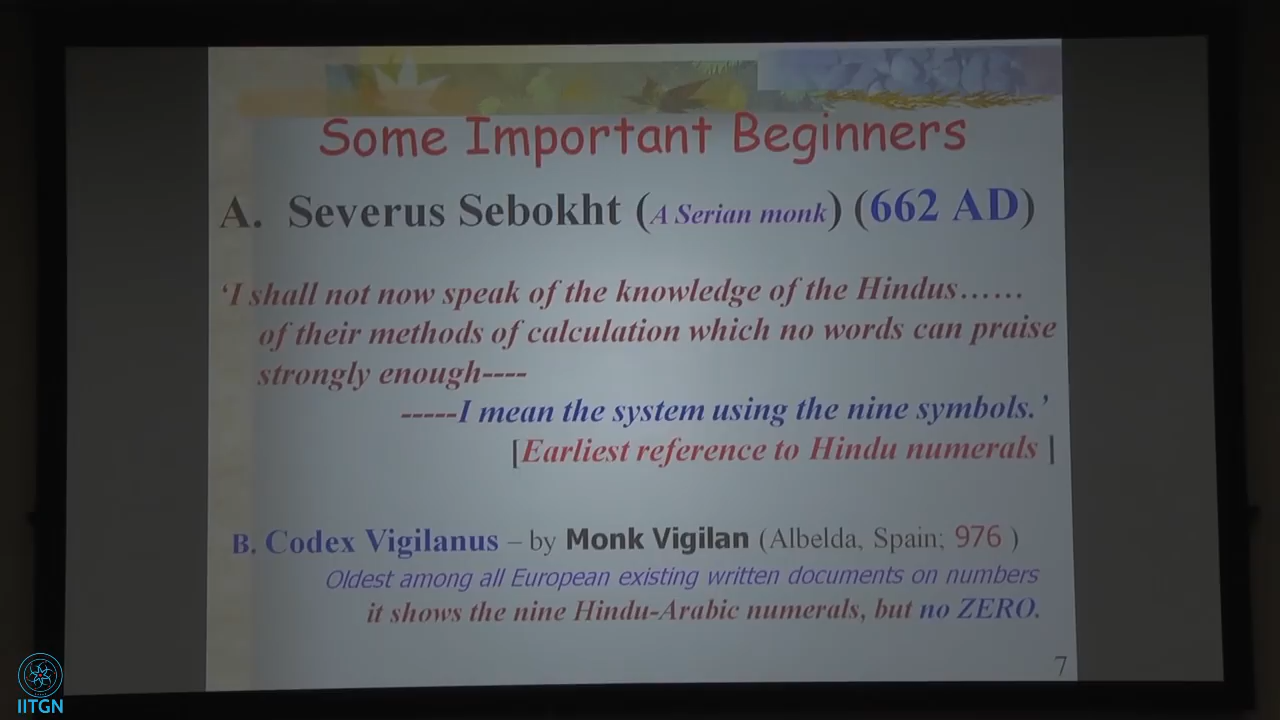 Some Important Beginners
A. Severus Sebokht (A Serian monk) (662 AD)
‘I shall not now speak of the knowledge of the Hindus……
of their methods of calculation which no words can praise
strongly enough----
-----I mean the system using the nine symbols.’
[Earliest reference to Hindu numerals ]
B. Codex Vigilanus – by Monk Vigilan (Albelda, Spain; 976 )
Oldest among all European existing written documents on numbers
it shows the nine Hindu-Arabic numerals, but no ZERO.
7
IITGN